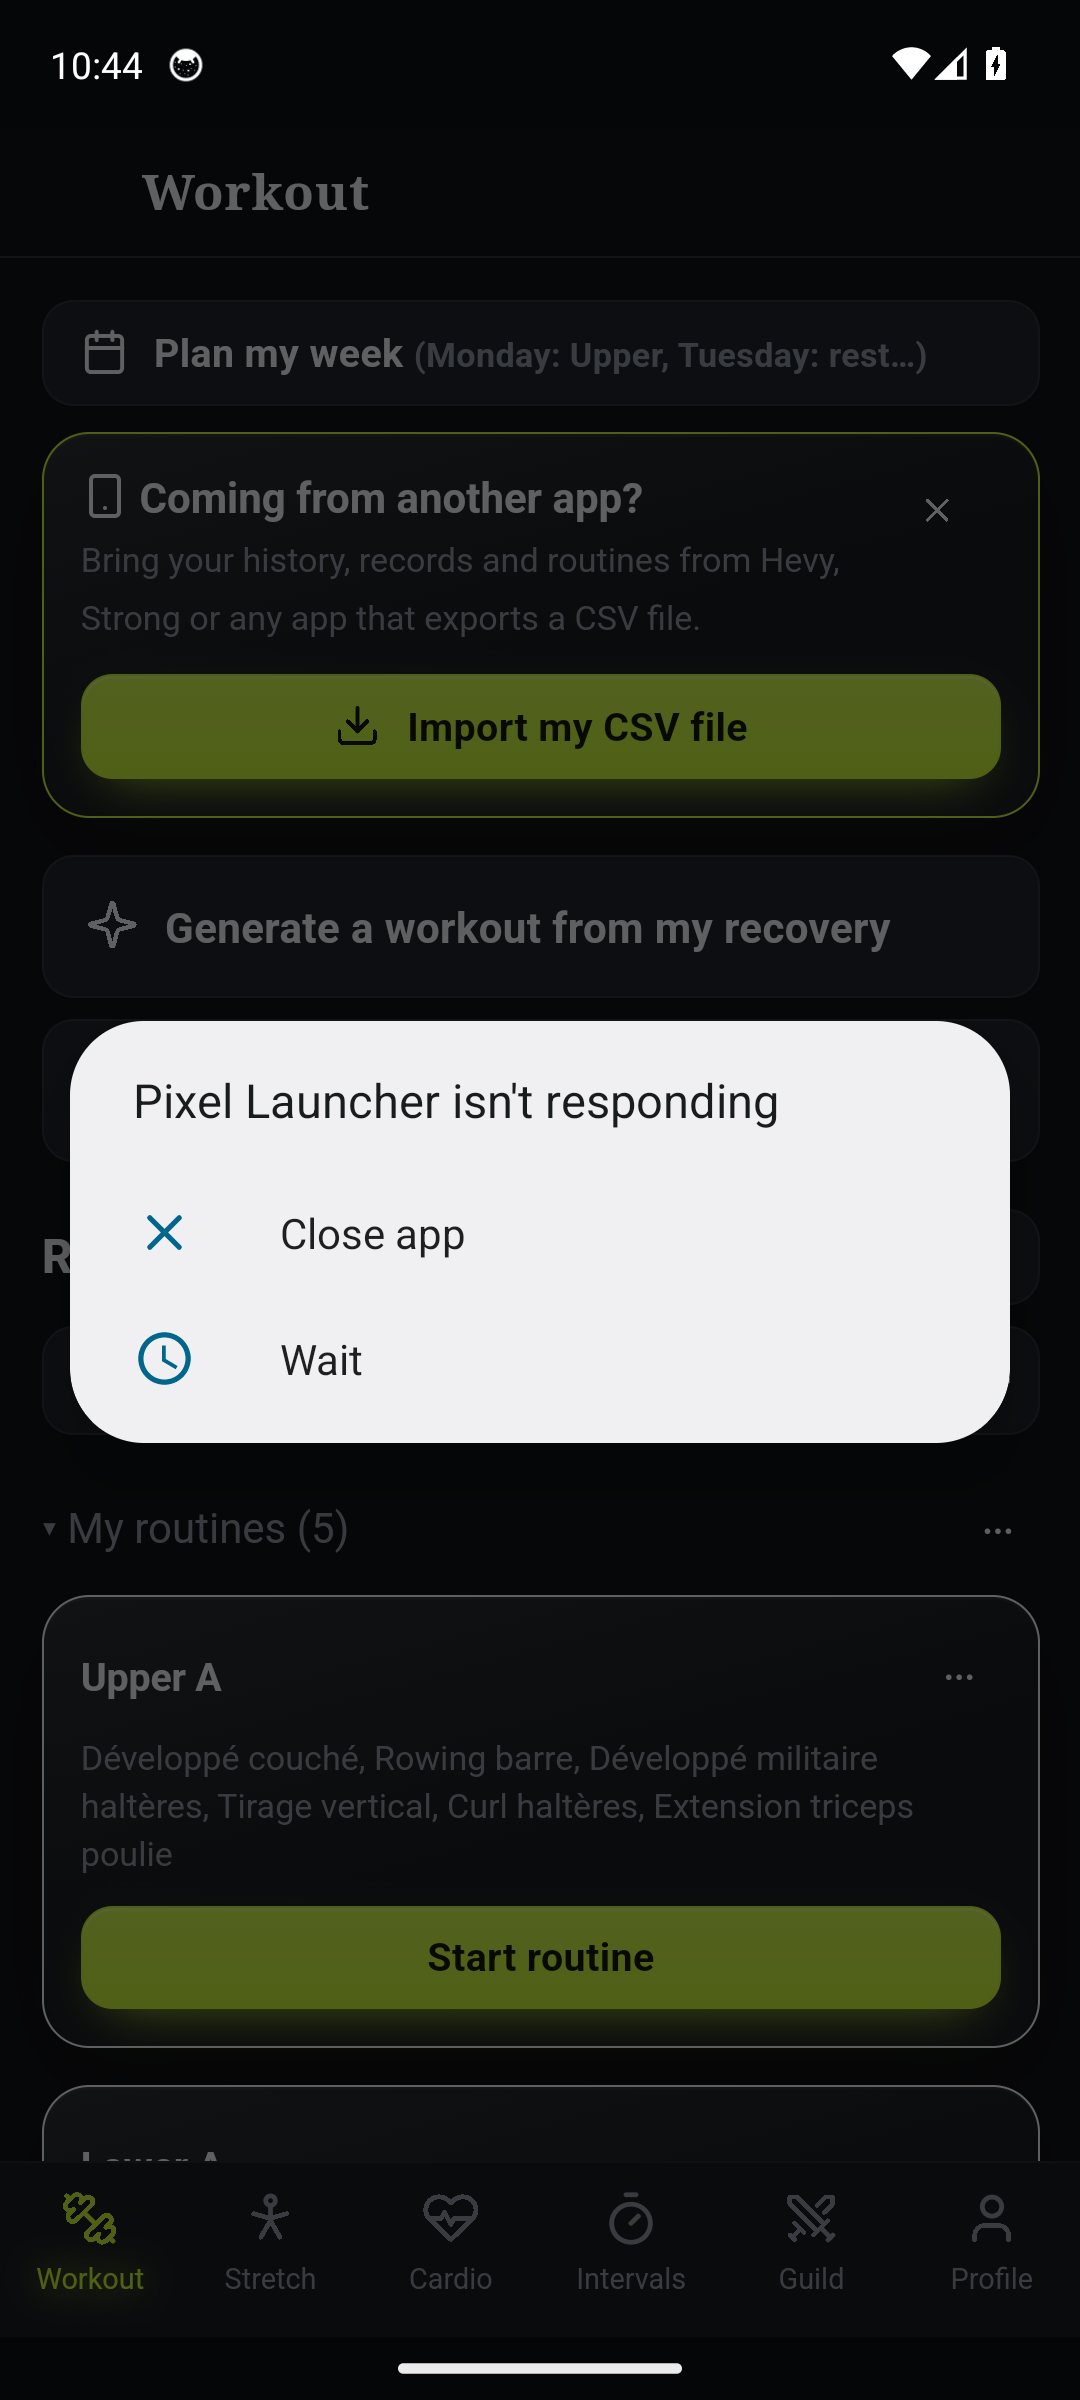 10:44
Workout
Plan my week (Monday: Upper, Tuesday: rest...)
Coming from another app?
Bring your history, records and routines from Hevy,
Strong or any app that exports a CSV file.
Import my CSV file
Generate a workout from my recovery
Pixel Launcher isn't responding
Close app
Wait
▾ My routines (5)
Upper A
Développé couché, Rowing barre, Développé militaire
haltères, Tirage vertical, Curl haltères, Extension triceps
poulie
Start routine
Lower A
Workout
Stretch
Cardio
Intervals
Guild
Profile